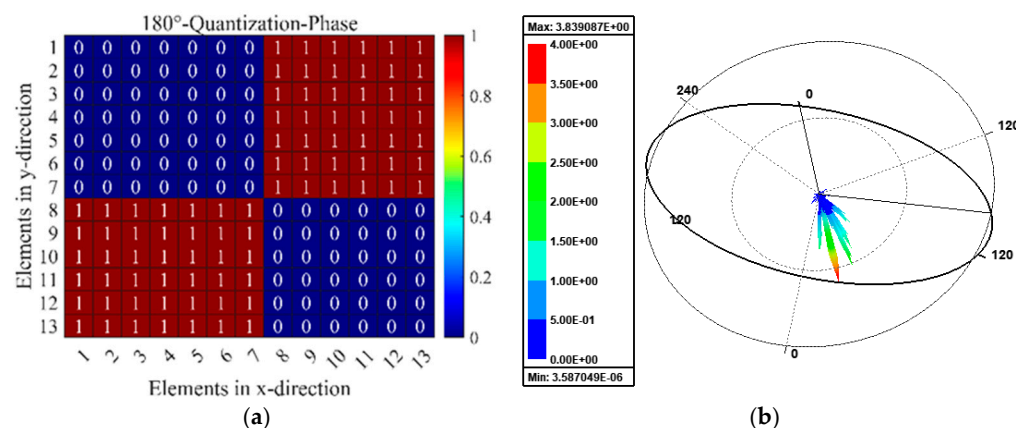 180°-Quantization-Phase
1 0 0 0 0 0 0 0 1 1 1 1 1 1
2 0 0 0 0 0 0 0 1 1 1 1 1 1
3 0 0 0 0 0 0 0 1 1 1 1 1 1
4 0 0 0 0 0 0 0 1 1 1 1 1 1
5 0 0 0 0 0 0 0 1 1 1 1 1 1
6 0 0 0 0 0 0 0 1 1 1 1 1 1
7 0 0 0 0 0 0 0 1 1 1 1 1 1
8 1 1 1 1 1 1 1 0 0 0 0 0 0
9 1 1 1 1 1 1 1 0 0 0 0 0 0
10 1 1 1 1 1 1 1 0 0 0 0 0 0
11 1 1 1 1 1 1 1 0 0 0 0 0 0
12 1 1 1 1 1 1 1 0 0 0 0 0 0
13 1 1 1 1 1 1 1 0 0 0 0 0 0
1 2 3 4 5 6 7 8 9 10 11 12 13
Elements in y-direction
Elements in x-direction
1
0.8
0.6
0.4
0.2
0
(a)
Max: 3.839087E+00
4.00E+00
3.50E+00
2.50E+00
2.00E+00
1.50E+00
5.00E-01
0.00E+00
Min: 3.587049E-06
0
240
120
120
120
0
(b)